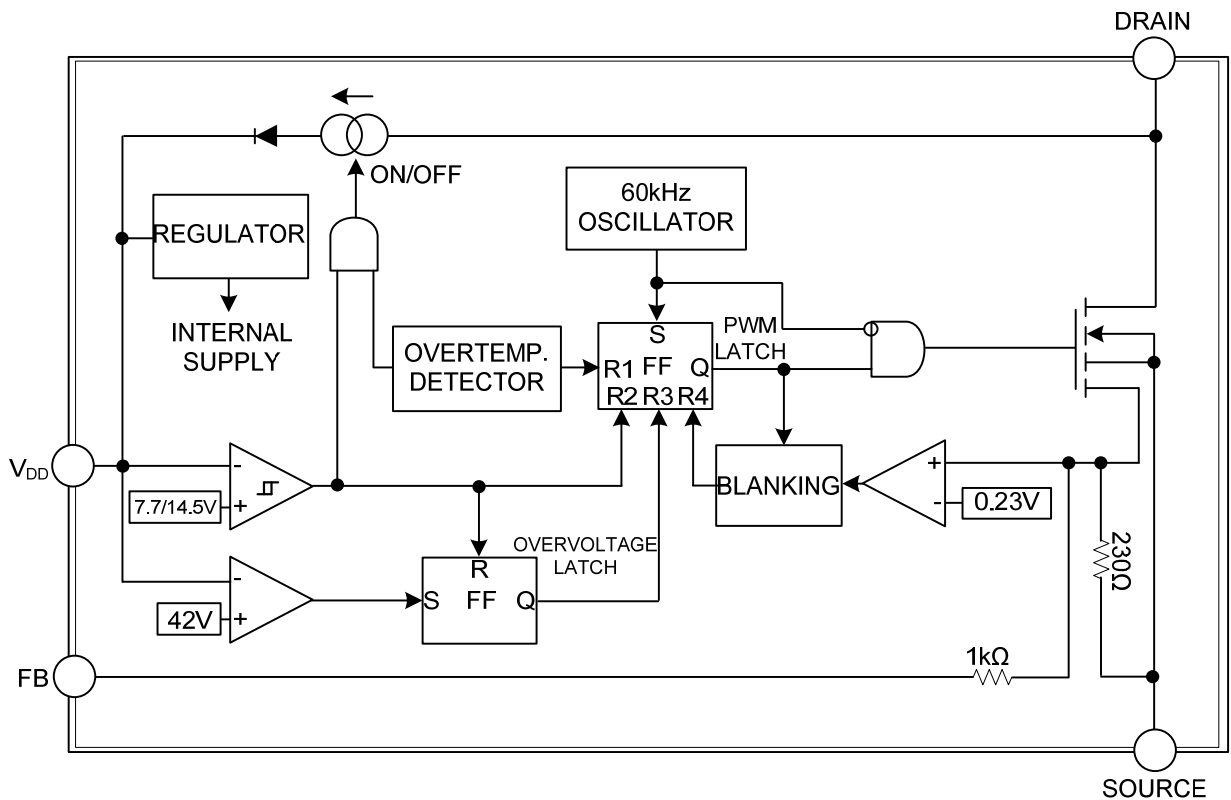 DRAIN
ON/OFF
60kHz
OSCILLATOR
REGULATOR
INTERNAL
SUPPLY
OVERTEMP.
DETECTOR
S
R1 FF Q
R2 R3 R4
PWM
LATCH
VDD
-
+
7.7/14.5V
BLANKING
+
-
0.23V
230Ω
OVERVOLTAGE
LATCH
R
S FF Q
-
+
42V
FB
1kΩ
SOURCE